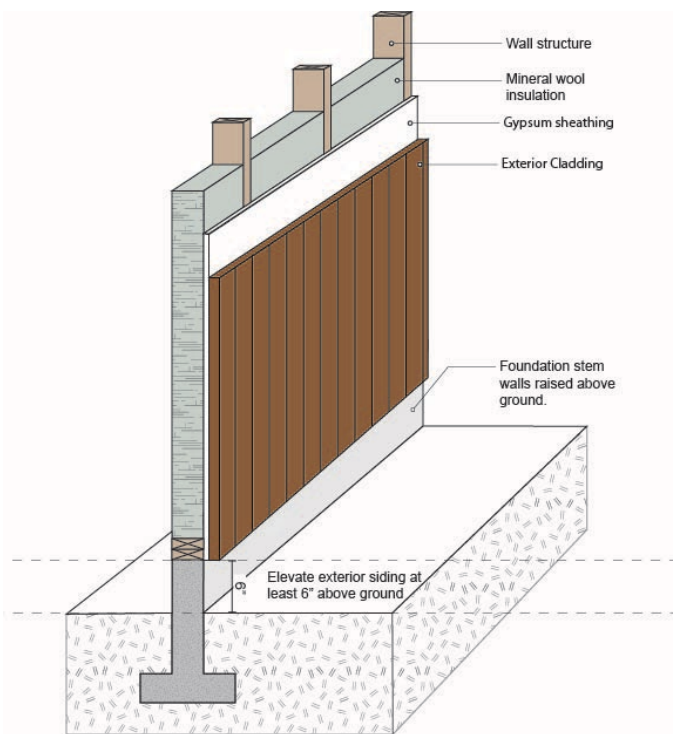 Wall structure
Mineral wool
insulation
Gypsum sheathing
Exterior Cladding
Foundation stem
walls raised above
ground.
6"
Elevate exterior siding at
least 6" above ground